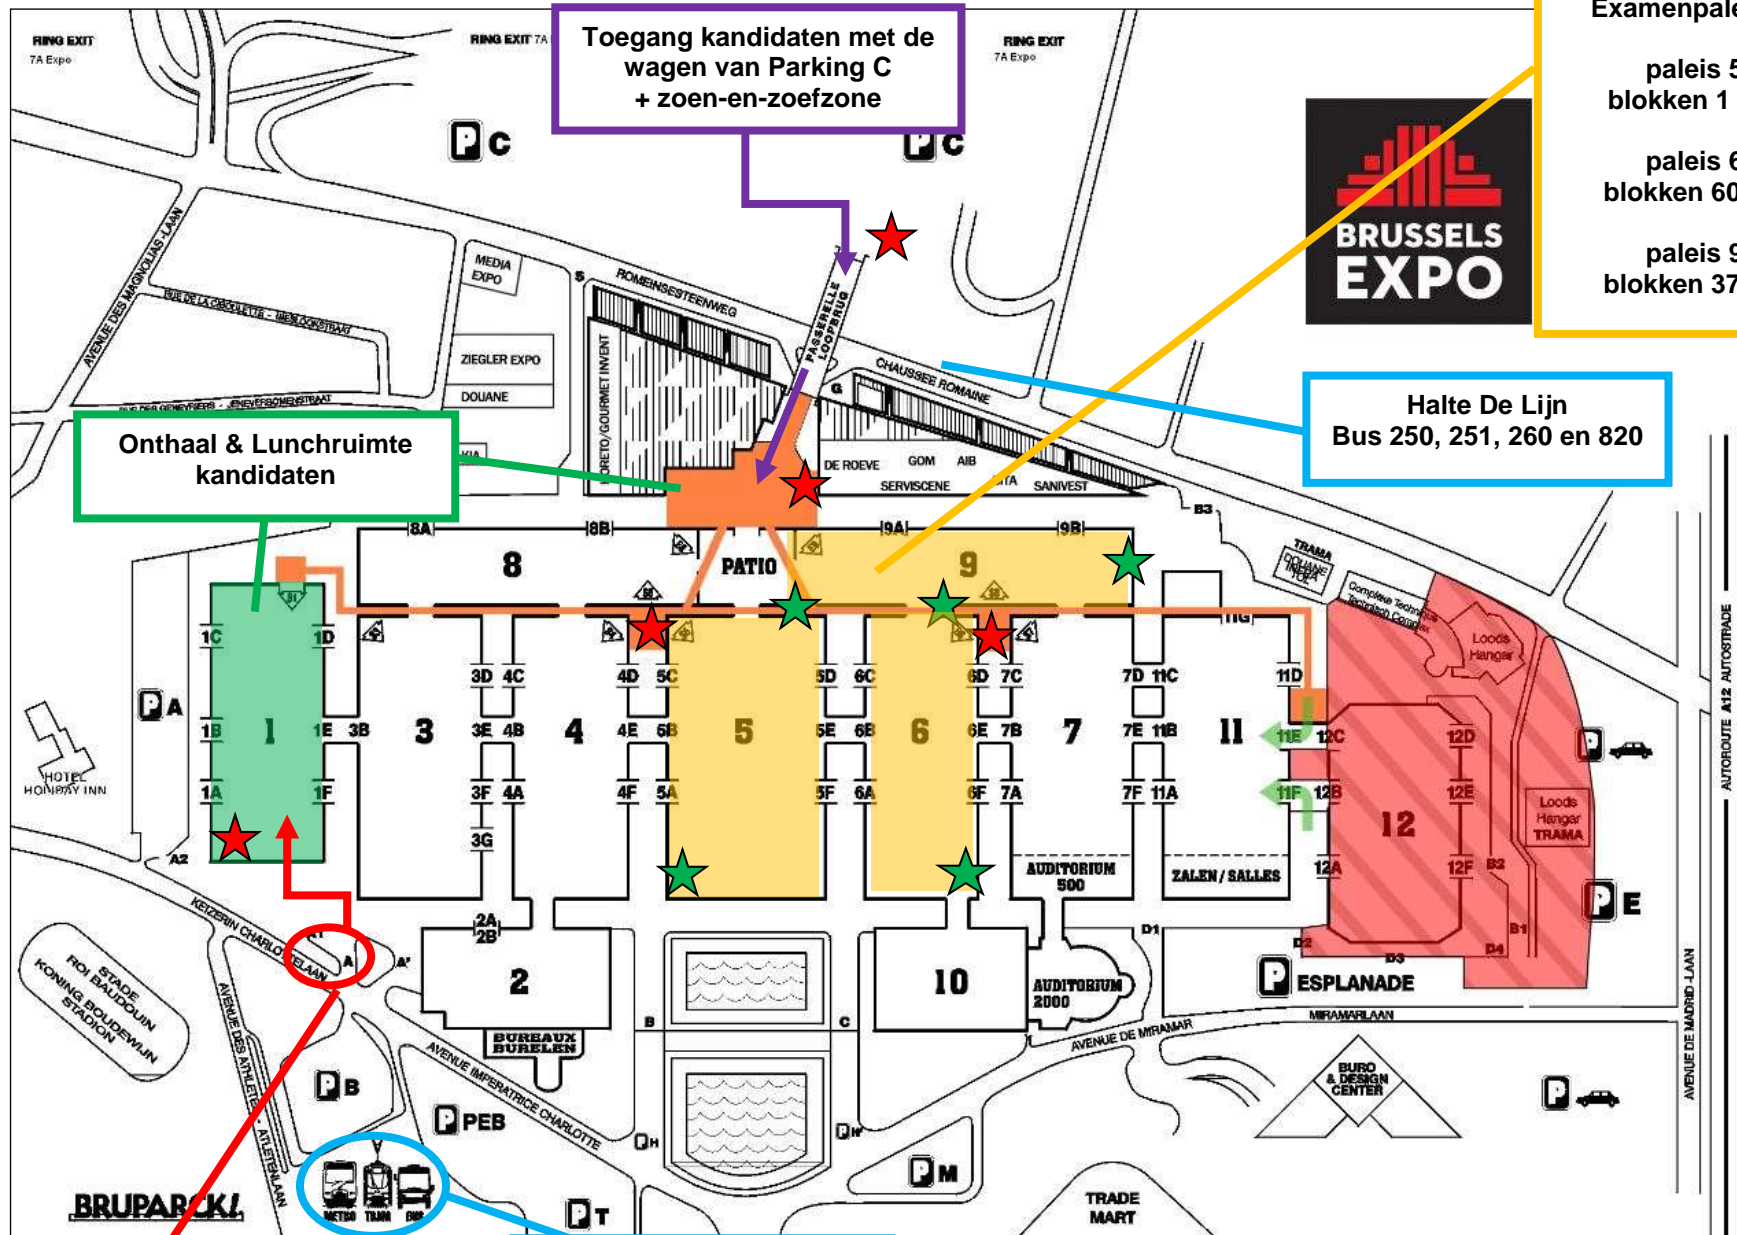 RING EXIT
7A Expo
RING EXIT 7A
Toegang kandidaten met de
wagen van Parking C
+ zoen-en-zoefzone
RING EXIT
7A Expo
paleis 5
blokken 1
paleis 6
blokken 60
paleis 9
blokken 37
P C
P C
BRUSSELS
EXPO
AVENUE DES MAGNOLIAS -LAAN
MEDIA
EXPO
S
ROMEINSESTEENWEG
PASSERELLE
LOOPBRUG
ZIEGLER EXPO
DOUANE
G
CHAUSSEE ROMAINE
Halte De Lijn
Bus 250, 251, 260 en 820
Onthaal & Lunchruimte
kandidaten
DE ROEVE
GOM
AIB
SERVISCENE
SANIVEST
B3
8A
8B
9A
9B
8
PATIO
9
TRAMA
Loods
Hangar
1C
1D
3D
4C
4D
5C
5D
6C
6D
7C
7D
11C
11D
P A
1B
1
1E
3B
3
3E
4B
4
4E
5B
5
5E
6B
6
6E
7B
7
7E
11B
11
11E
12C
12D
P
HOTEL
HOLIDAY INN
1A
1F
3F
4A
4F
5A
5F
6A
6F
7A
7F
11A
11F
12B
12
12E
Loods
Hangar
TRAMA
3G
A2
AUDITORIUM
500
ZALEN / SALLES
12A
12F
B2
P E
KEIZERIN CHARLOTTELAAN
2A
2B
A
A'
D1
D2
D3
D4
B1
STADE
ROI BAUDOUIN
KONING BOUDEWIJN
STADION
2
10
AUDITORIUM
2000
P ESPLANADE
BUREAUX
BURELEN
B
C
AVENUE DE MIRAMAR
MIRAMARLAAN
AUTOROUTE A12 AUTOSTRADE
AVENUE DE MADRID -LAAN
AVENUE DES ATHLETES - ATLETENLAAN
AVENUE IMPERATRICE CHARLOTTE
P B
P PEB
P H
BURO
& DESIGN
CENTER
P
P M
BRUPARCK!
METRO
TRAM
BUS
P T
TRADE
MART